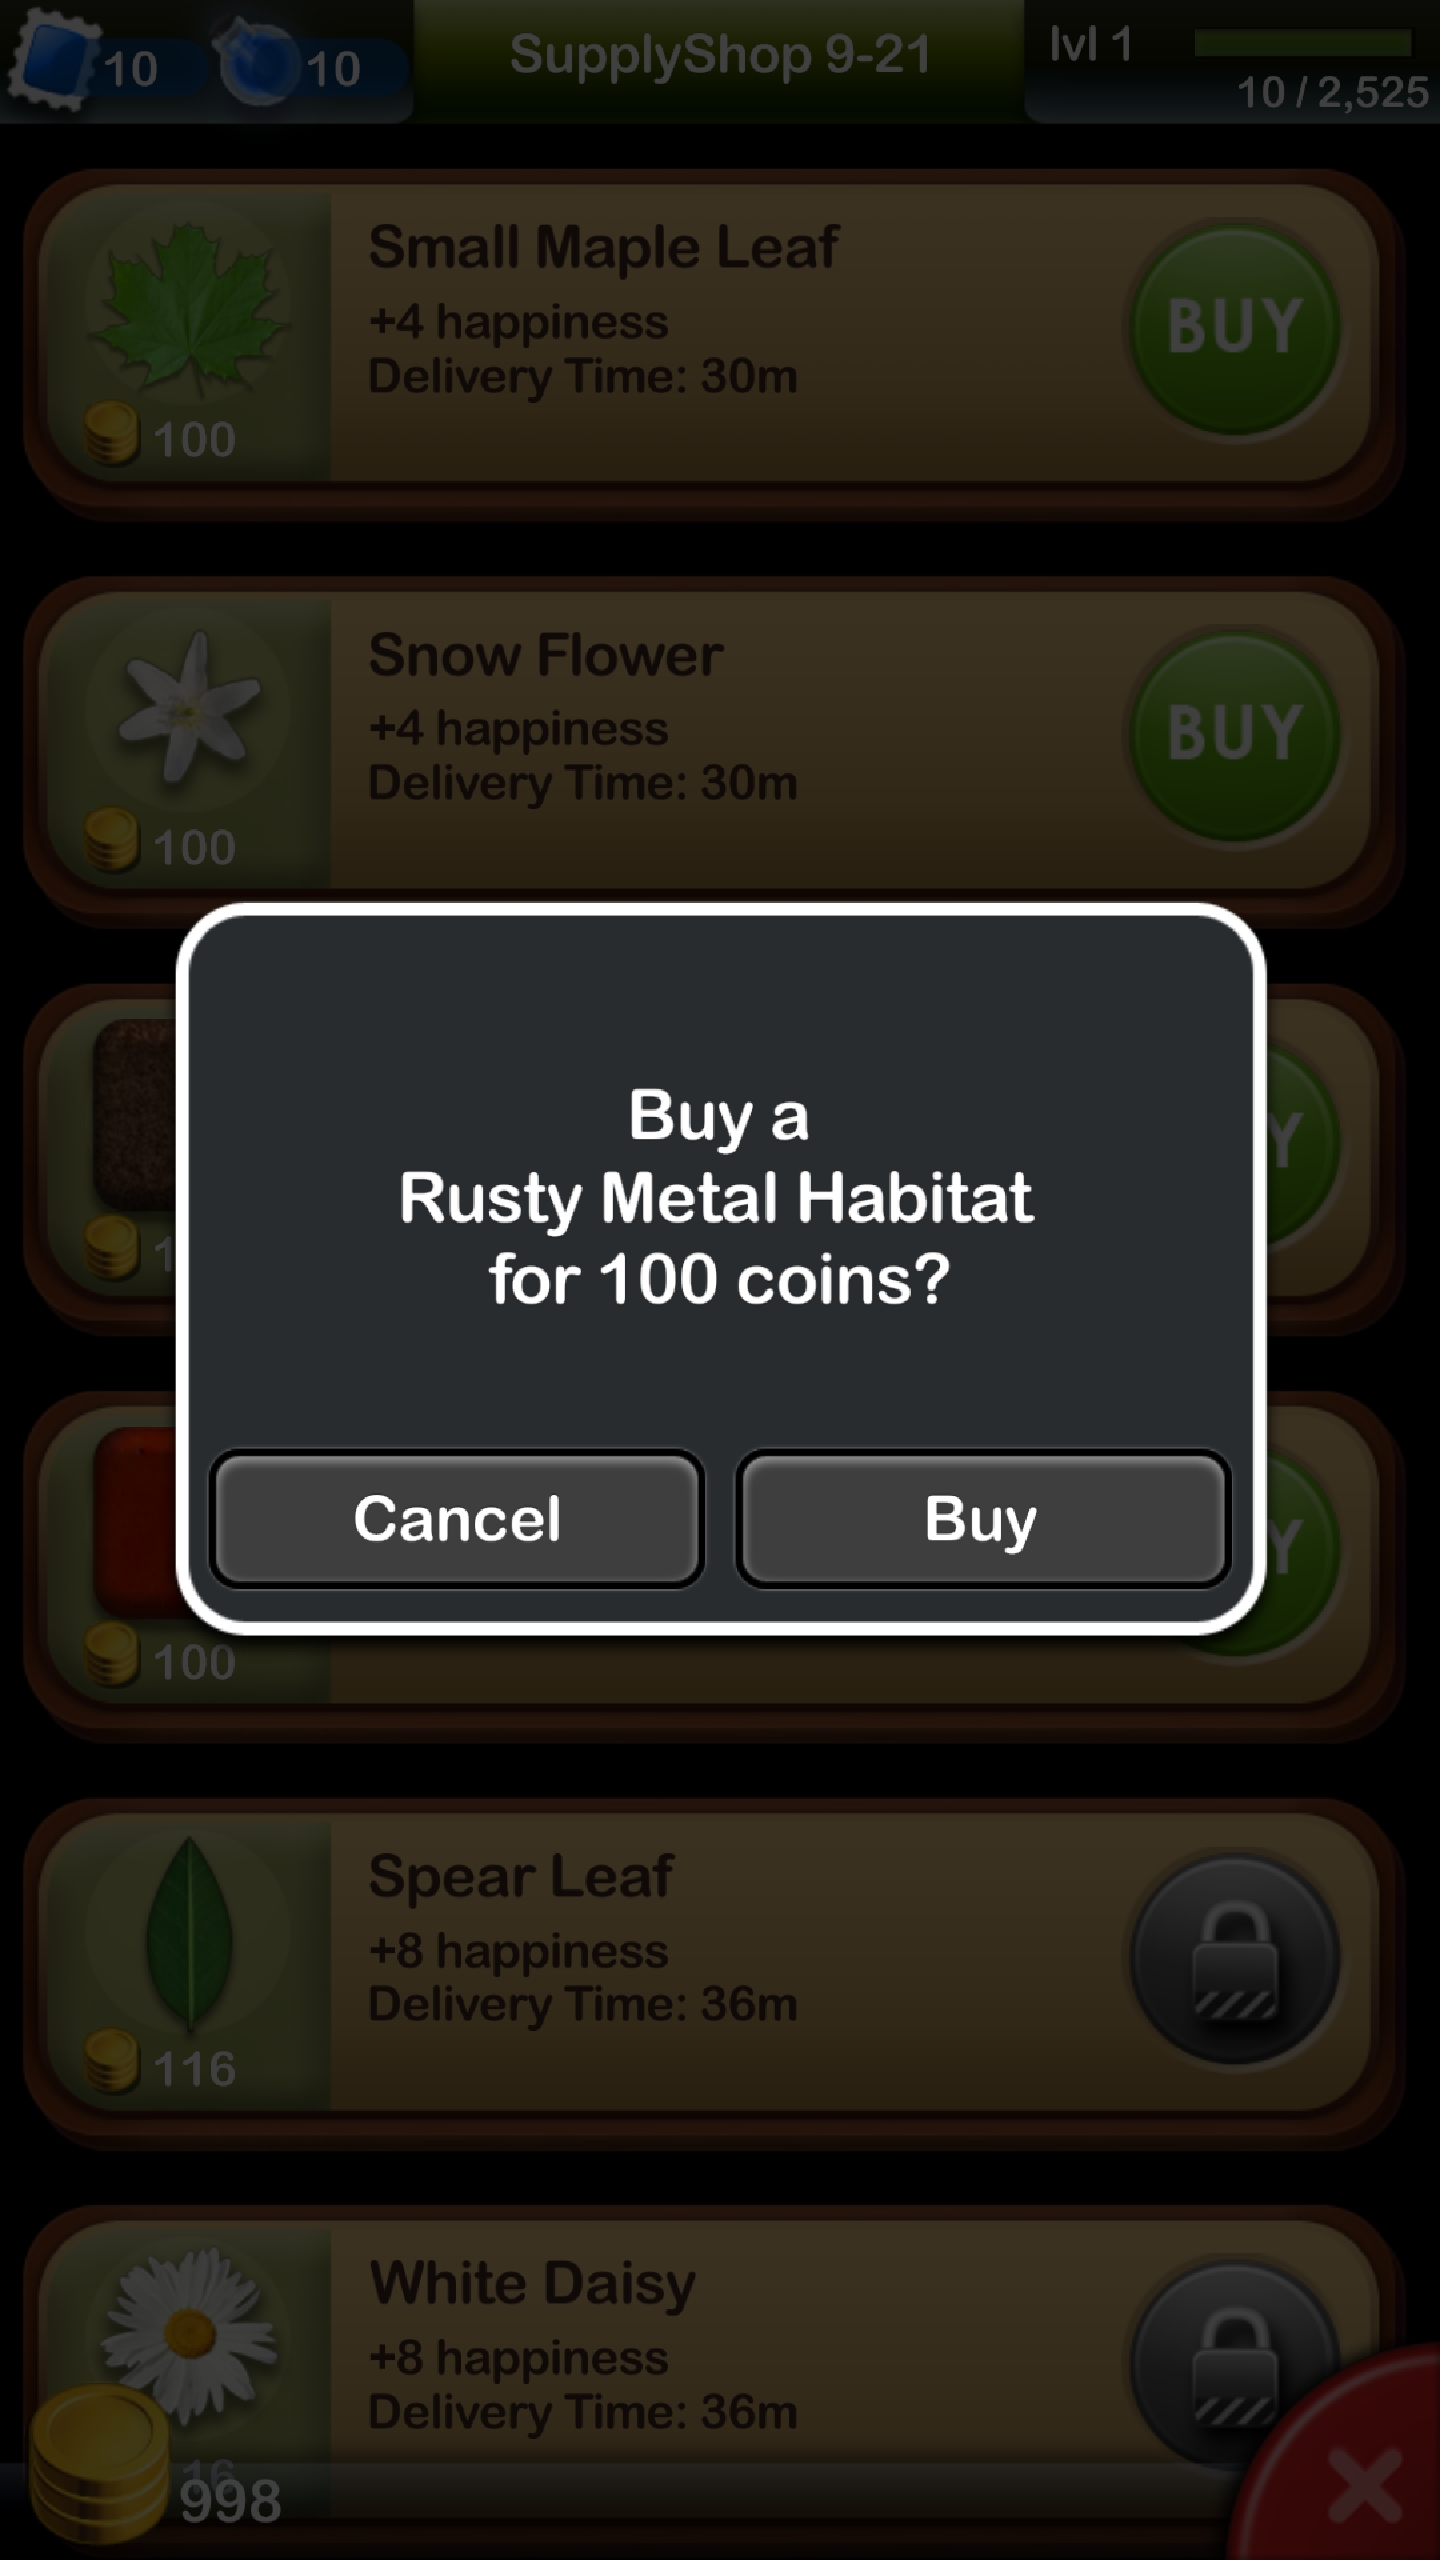 10
10
SupplyShop 9-21
lvl 1
10 / 2,525
Small Maple Leaf
+4 happiness
Delivery Time: 30m
100
BUY
Snow Flower
+4 happiness
Delivery Time: 30m
100
BUY
Buy a
Rusty Metal Habitat
for 100 coins?
Cancel
Buy
100
Spear Leaf
+8 happiness
Delivery Time: 36m
116
White Daisy
+8 happiness
Delivery Time: 36m
998